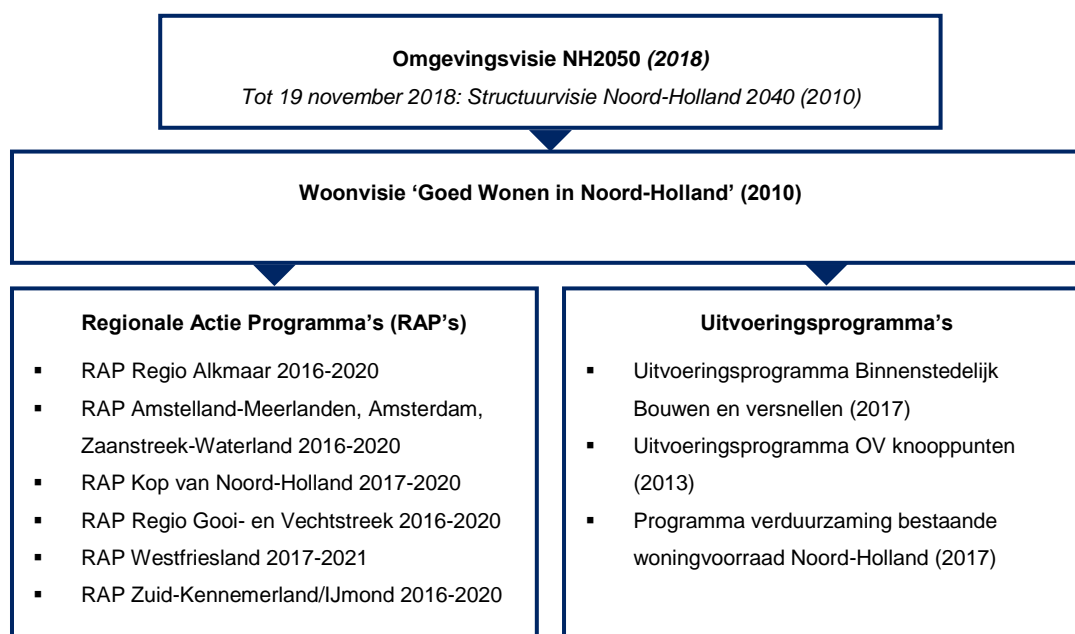 Omgevingsvisie NH2050 (2018)
Tot 19 november 2018: Structuurvisie Noord-Holland 2040 (2010)
Woonvisie ‘Goed Wonen in Noord-Holland’ (2010)
Regionale Actie Programma’s (RAP’s)
▪ RAP Regio Alkmaar 2016-2020
▪ RAP Amstelland-Meerlanden, Amsterdam,
Zaanstreek-Waterland 2016-2020
▪ RAP Kop van Noord-Holland 2017-2020
▪ RAP Regio Gooi- en Vechtstreek 2016-2020
▪ RAP Westfriesland 2017-2021
▪ RAP Zuid-Kennemerland/IJmond 2016-2020
Uitvoeringsprogramma’s
▪ Uitvoeringsprogramma Binnenstedelijk
Bouwen en versnellen (2017)
▪ Uitvoeringsprogramma OV knooppunten
(2013)
▪ Programma verduurzaming bestaande
woningvoorraad Noord-Holland (2017)